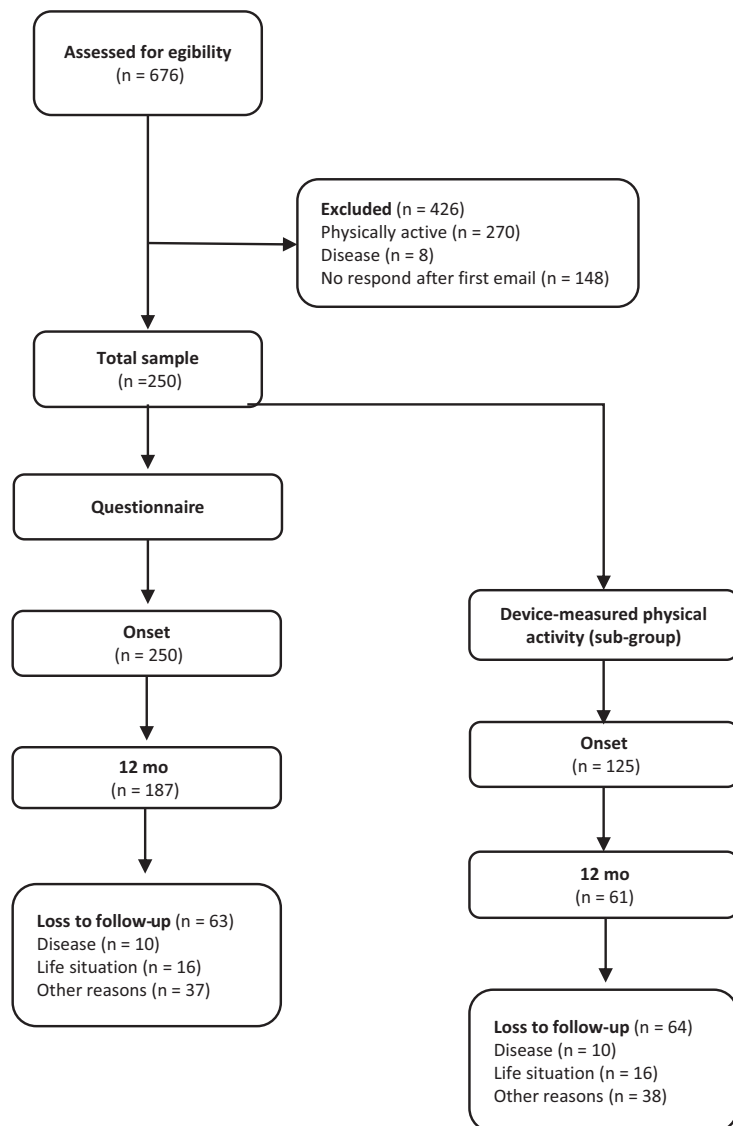 Assessed for egibility
(n = 676)
Excluded (n = 426)
Physically active (n = 270)
Disease (n = 8)
No respond after first email (n = 148)
Total sample
(n =250)
Questionnaire
Onset
(n = 250)
12 mo
(n = 187)
Loss to follow-up (n = 63)
Disease (n = 10)
Life situation (n = 16)
Other reasons (n = 37)
Device-measured physical
activity (sub-group)
Onset
(n = 125)
12 mo
(n = 61)
Loss to follow-up (n = 64)
Disease (n = 10)
Life situation (n = 16)
Other reasons (n = 38)